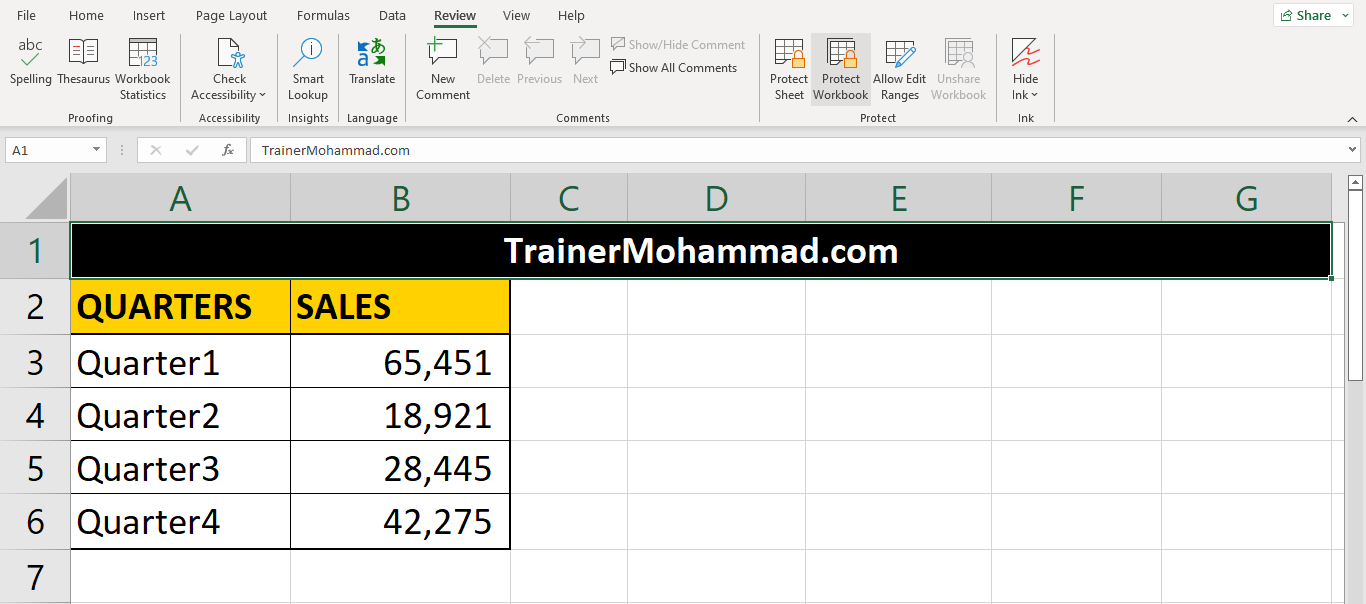 File Home Insert Page Layout Formulas Data Review View Help Share
abc
Spelling Thesaurus Workbook Statistics Check Accessibility Smart Lookup Translate New Comment Delete Previous Next Show/Hide Comment
Show All Comments
Protect Sheet Protect Workbook Allow Edit Ranges Unshare Workbook Hide Ink
Proofing Accessibility Insights Language Comments Protect Ink
A1 fx TrainerMohammad.com
A B C D E F G
1 TrainerMohammad.com
2 QUARTERS SALES
3 Quarter1 65,451
4 Quarter2 18,921
5 Quarter3 28,445
6 Quarter4 42,275
7